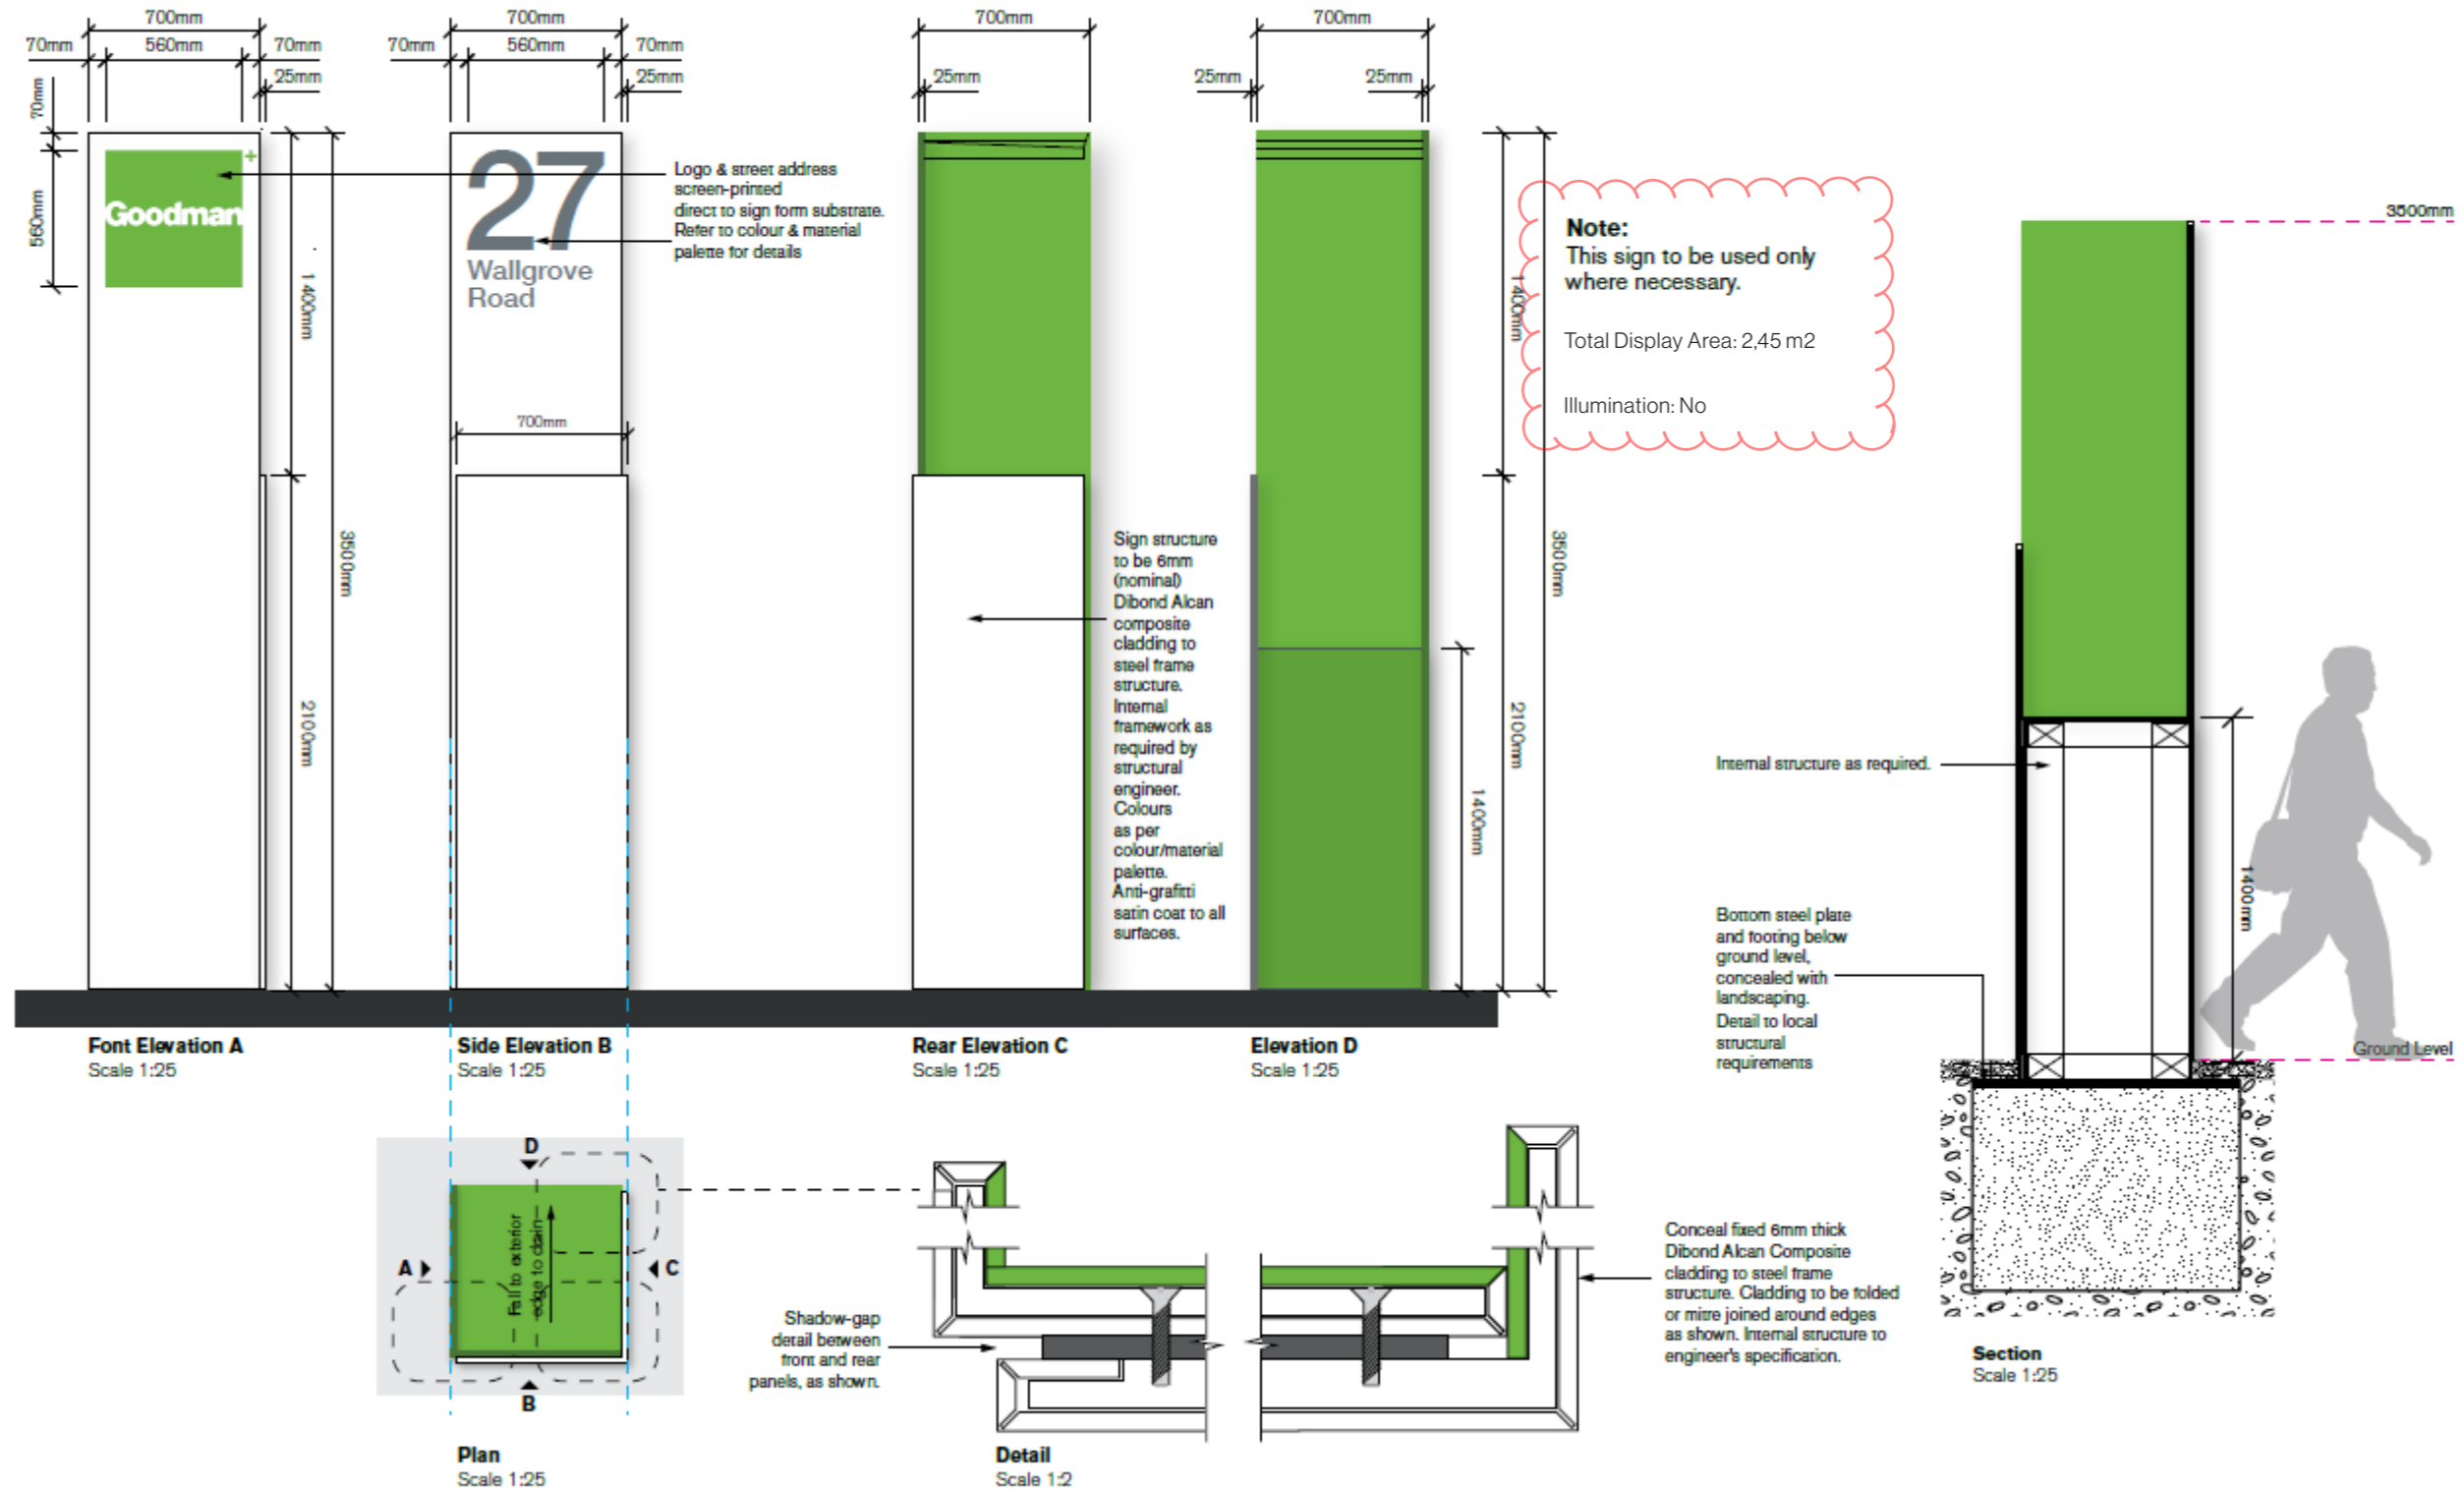 700mm
70mm 560mm 70mm
25mm
70mm
560mm
1400mm
2100mm
3500mm
Goodman
+
700mm
70mm 560mm 70mm
25mm
27
Wallgrove
Road
700mm
Logo & street address
screen-printed
direct to sign form substrate.
Refer to colour & material
palette for details
700mm
25mm
Sign structure
to be 6mm
(nominal)
Dibond Alcan
composite
cladding to
steel frame
structure.
Internal
framework as
required by
structural
engineer.
Colours
as per
colour/material
palette.
Anti-grafitti
satin coat to all
surfaces.
700mm
25mm 25mm
1400mm
2100mm
3500mm
1400mm
Note:
This sign to be used only
where necessary.
Total Display Area: 2,45 m2
Illumination: No
3500mm
Internal structure as required.
1400mm
Bottom steel plate
and footing below
ground level,
concealed with
landscaping.
Detail to local
structural
requirements
Ground Level
Font Elevation A
Scale 1:25
Side Elevation B
Scale 1:25
Rear Elevation C
Scale 1:25
Elevation D
Scale 1:25
D
A
C
B
Fall to exterior
edge to drain
Plan
Scale 1:25
Shadow-gap
detail between
front and rear
panels, as shown.
Detail
Scale 1:2
Conceal fixed 6mm thick
Dibond Alcan Composite
cladding to steel frame
structure. Cladding to be folded
or mitre joined around edges
as shown. Internal structure to
engineer's specification.
Section
Scale 1:25